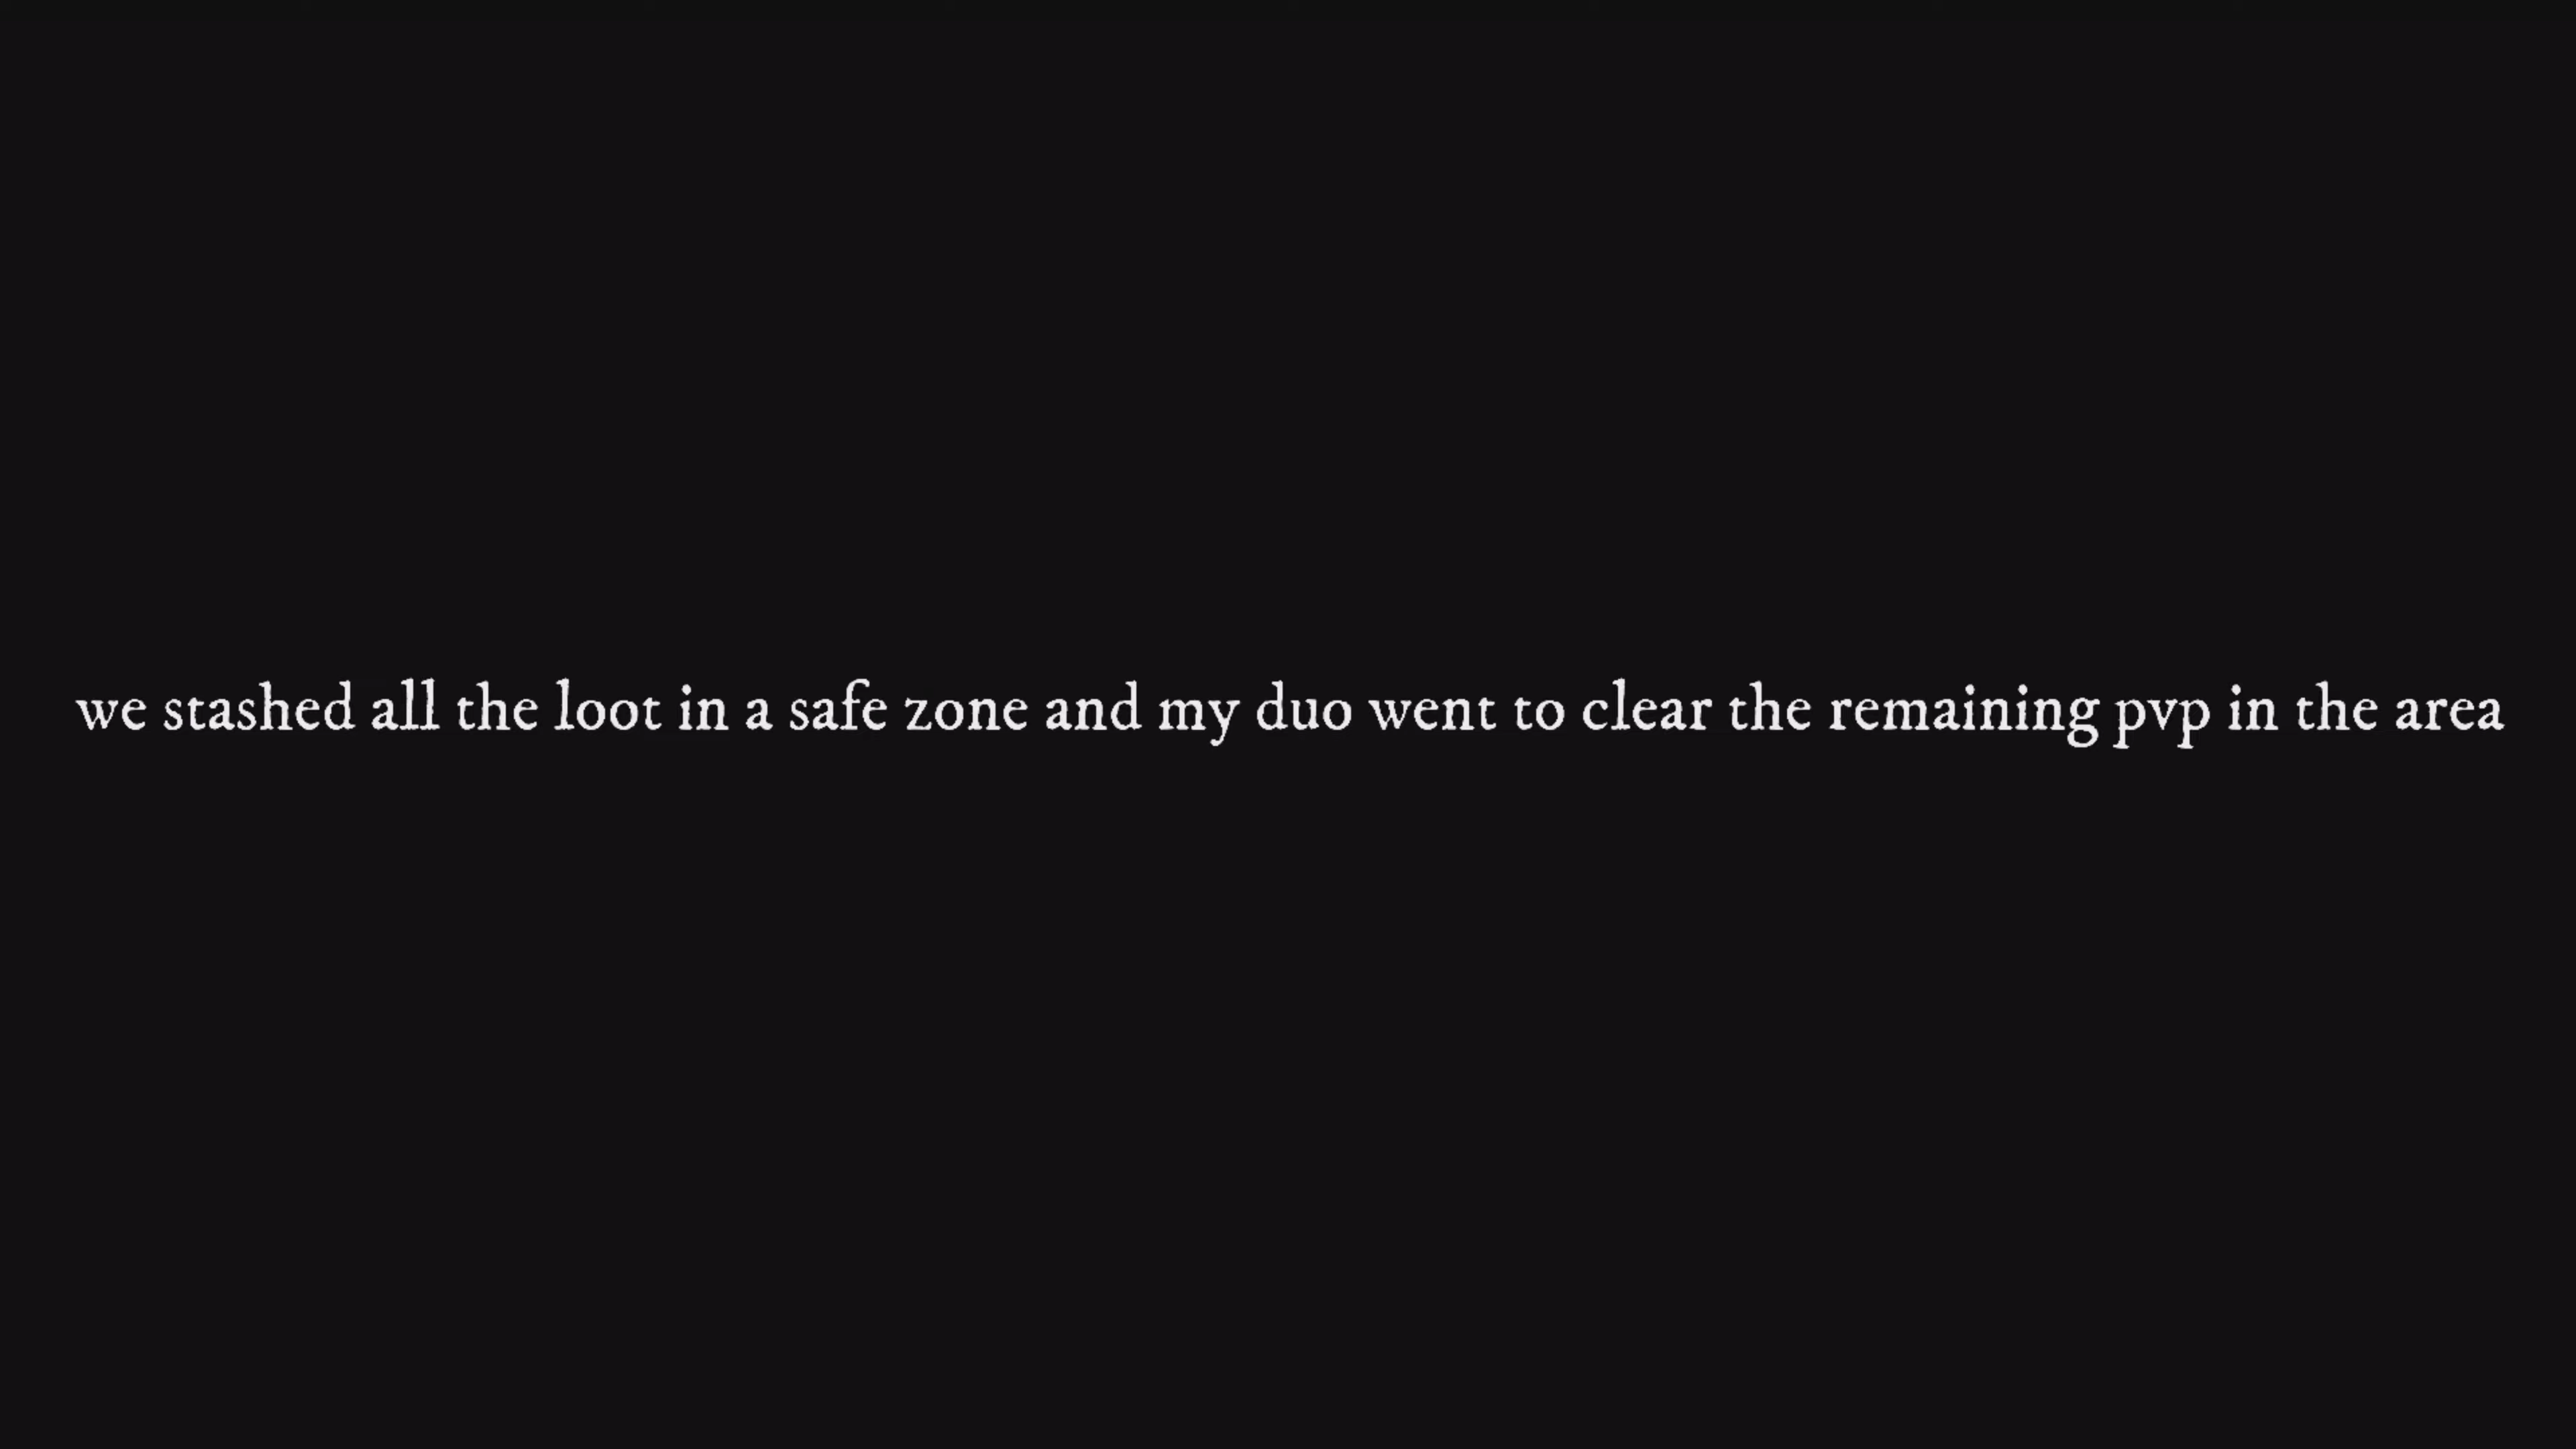 we stashed all the loot in a safe zone and my duo went to clear the remaining pvp in the area